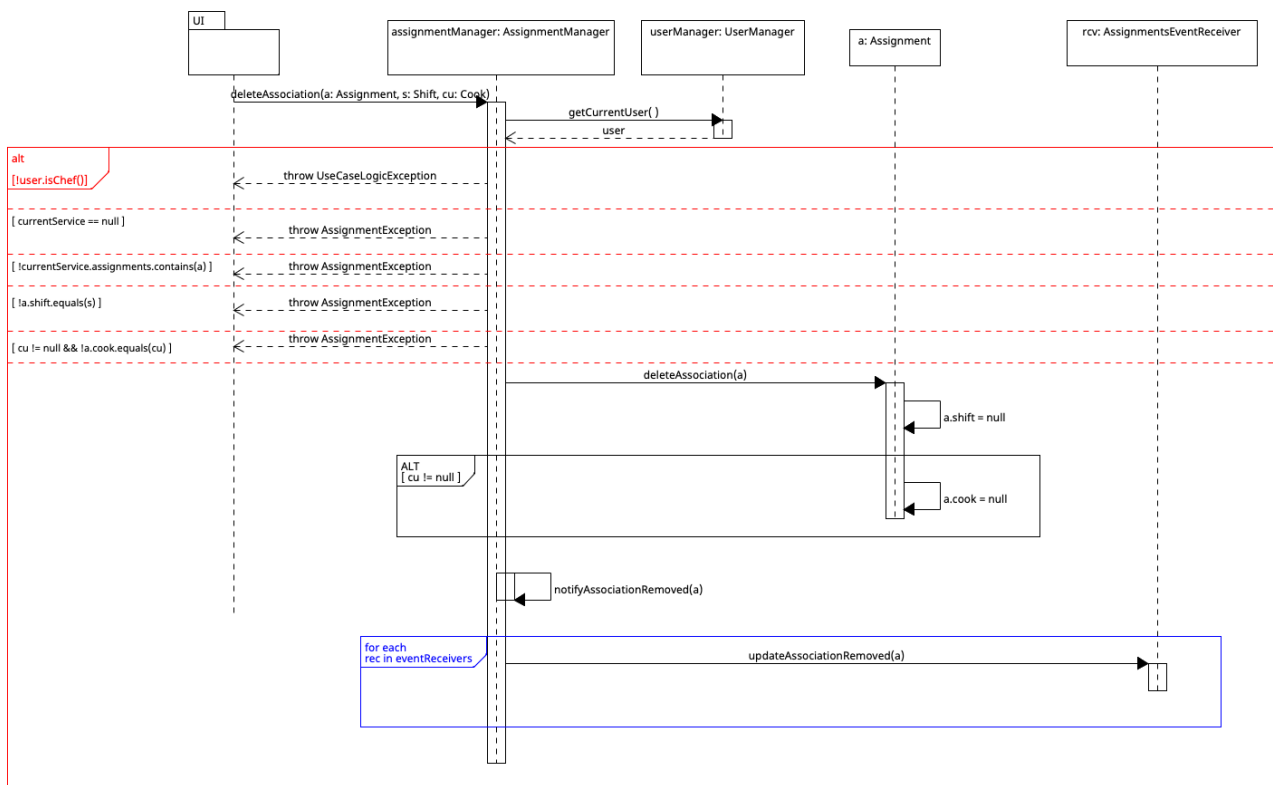 UI
assignmentManager: AssignmentManager
userManager: UserManager
a: Assignment
rcv: AssignmentsEventReceiver
deleteAssociation(a: Assignment, s: Shift, cu: Cook)
getCurrentUser( )
user
alt
[!user.isChef()]
throw UseCaseLogicException
[ currentService == null ]
throw AssignmentException
[ !currentService.assignments.contains(a) ]
throw AssignmentException
[ !a.shift.equals(s) ]
throw AssignmentException
[ cu != null && !a.cook.equals(cu) ]
throw AssignmentException
deleteAssociation(a)
a.shift = null
ALT
[ cu != null ]
a.cook = null
notifyAssociationRemoved(a)
for each
rec in eventReceivers
updateAssociationRemoved(a)